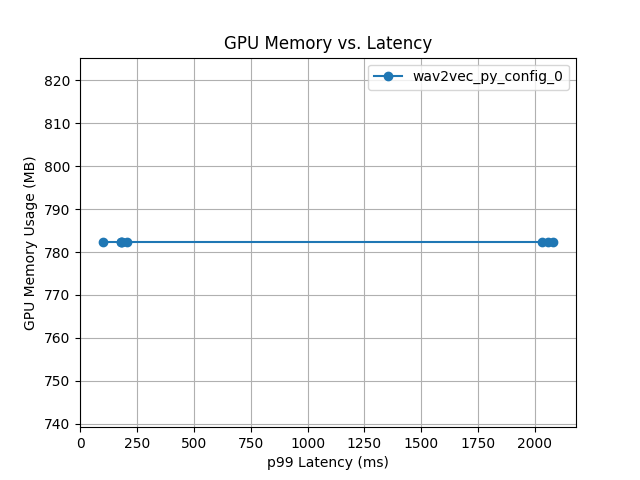 GPU Memory vs. Latency
wav2vec_py_config_0
GPU Memory Usage (MB)
820
810
800
790
780
770
760
750
740
0 250 500 750 1000 1250 1500 1750 2000
p99 Latency (ms)